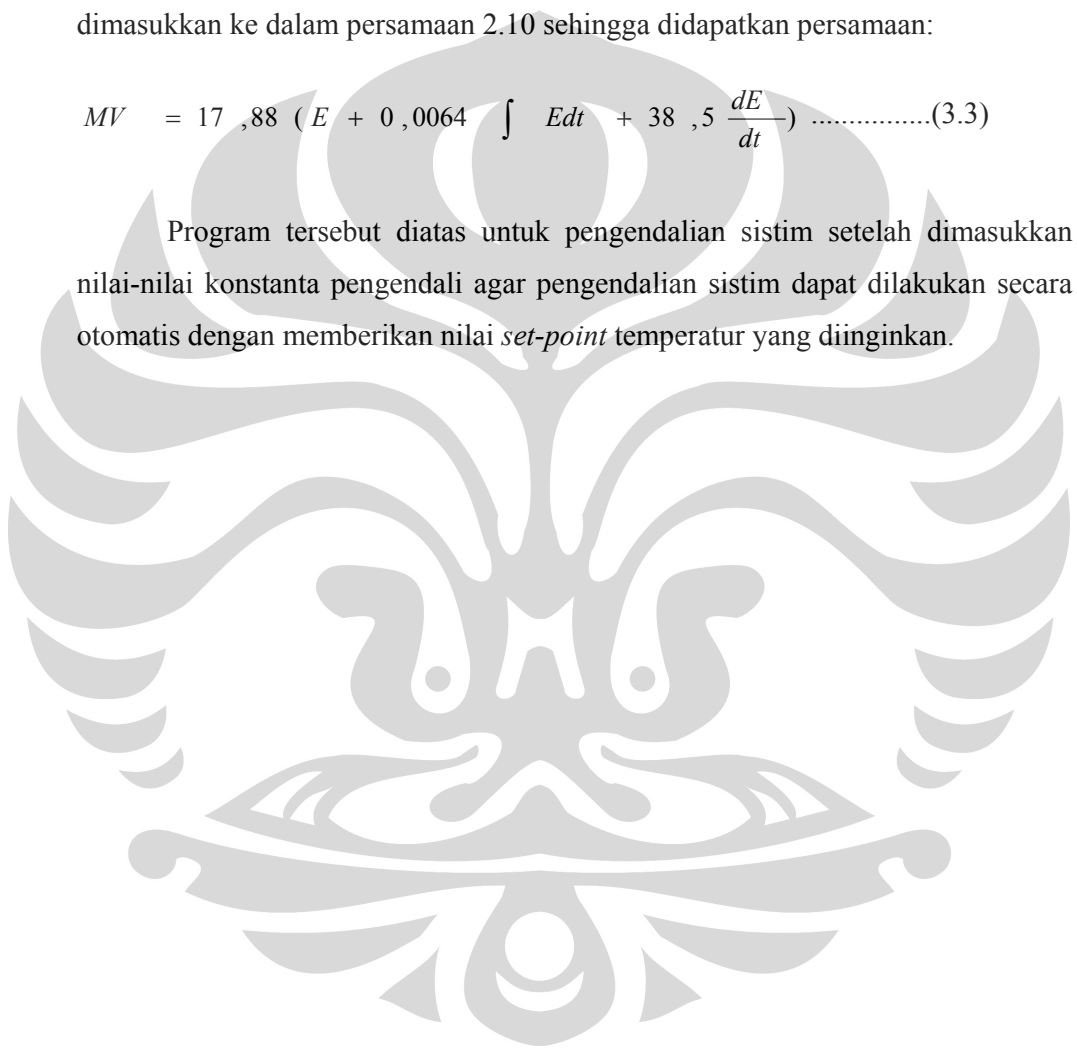 dimasukkan ke dalam persamaan 2.10 sehingga didapatkan persamaan:
MV = 17 ,88 ( E + 0 ,0064 ∫ Edt + 38 ,5 dE/dt ) ................(3.3)
Program tersebut diatas untuk pengendalian sistim setelah dimasukkan
nilai-nilai konstanta pengendali agar pengendalian sistim dapat dilakukan secara
otomatis dengan memberikan nilai set-point temperatur yang diinginkan.